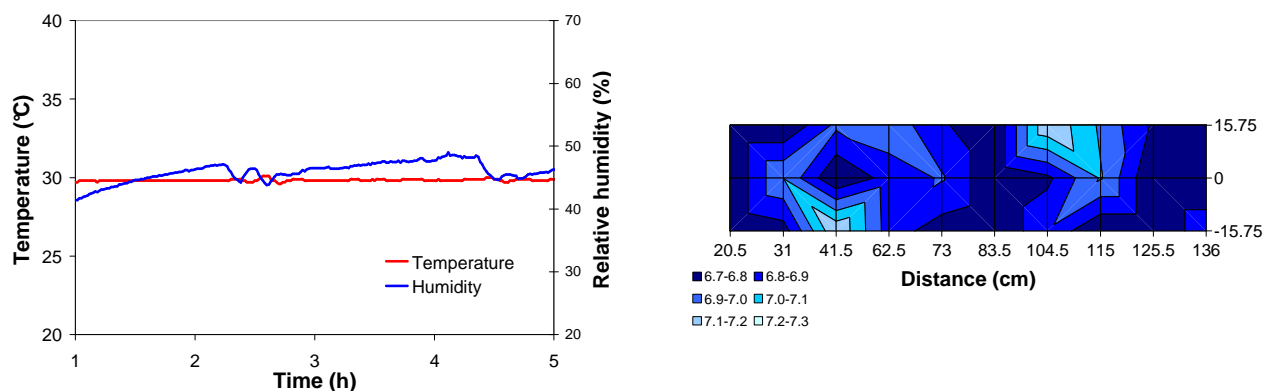 40
35
30
25
20
Temperature (°C)
70
60
50
40
30
20
Relative humidity (%)
Temperature
Humidity
1 2 3 4 5
Time (h)
15.75
0
-15.75
20.5 31 41.5 62.5 73 83.5 104.5 115 125.5 136
Distance (cm)
6.7-6.8 6.8-6.9
6.9-7.0 7.0-7.1
7.1-7.2 7.2-7.3